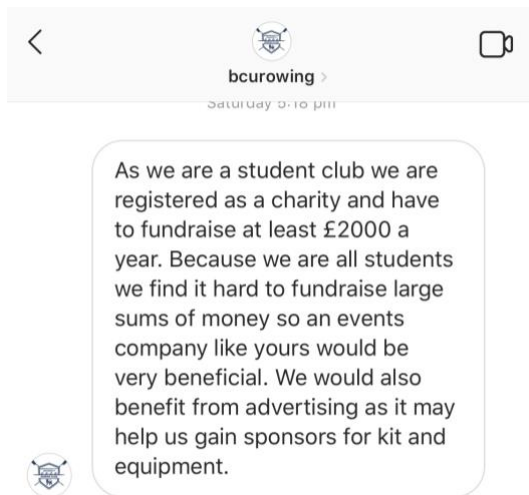 bcurowing
Saturday 5:18 pm
As we are a student club we are
registered as a charity and have
to fundraise at least £2000 a
year. Because we are all students
we find it hard to fundraise large
sums of money so an events
company like yours would be
very beneficial. We would also
benefit from advertising as it may
help us gain sponsors for kit and
equipment.